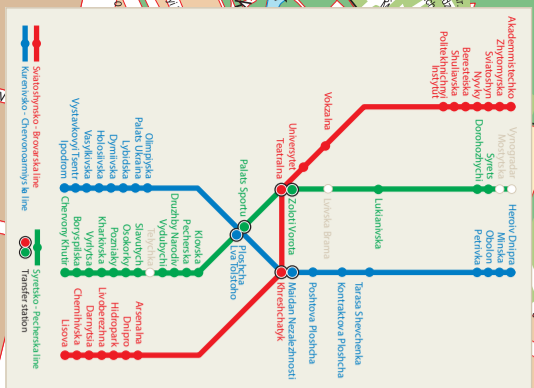 Akademmistechko
Zhytomyrska
Sviatoshyn
Nyvky
Beresteiska
Shuliavska
Politekhnichnyi
Instytut
Vokzalna
Universytet
Teatralna
Khreshchatyk
Arsenalna
Dnipro
Hidropark
Livoberezhna
Darnytsia
Chernihivska
Lisova
Vynogradar
Mostytska
Syrets
Dorohozhychi
Lukianivska
Lvivska Brama
Zoloti Vorota
Palats Sportu
Klovska
Pecherska
Druzhby Narodiv
Vydubychi
Telychka
Slavutych
Osokorky
Pozniaky
Kharkivska
Vyrlytsa
Boryspilska
Chervony Khutir
Heroiv Dnipra
Minska
Obolon
Petrivka
Tarasa Shevchenka
Kontraktova Ploshcha
Poshtova Ploshcha
Maidan Nezalezhnosti
Ploshcha
Lva Tolstoho
Olimpiyska
Palats Ukraina
Lybidska
Dymiivska
Holosiivska
Vasylkivska
Vystavkovyi Tsentr
Ipodrom
Sviatoshynsko - Brovarska line
Kurenivsko - Chervonoarmiys'ka line
Syretsko - Pecherska line
Transfer station